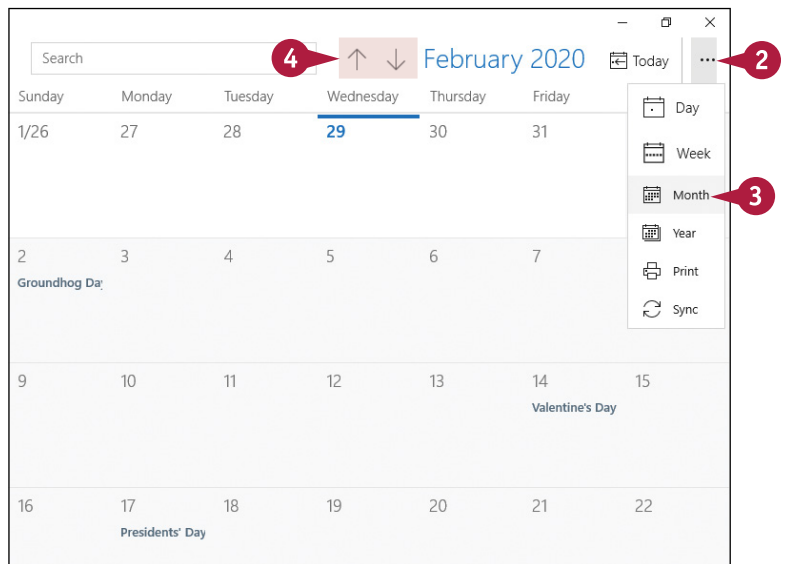 Search
4
February 2020
Today
2
Sunday Monday Tuesday Wednesday Thursday Friday
Day
Week
Month
3
Year
Print
Sync
1/26 27 28 29 30 31
2 3 4 5 6 7
Groundhog Da
9 10 11 12 13 14 15
Valentine's Day
16 17 18 19 20 21 22
Presidents' Day